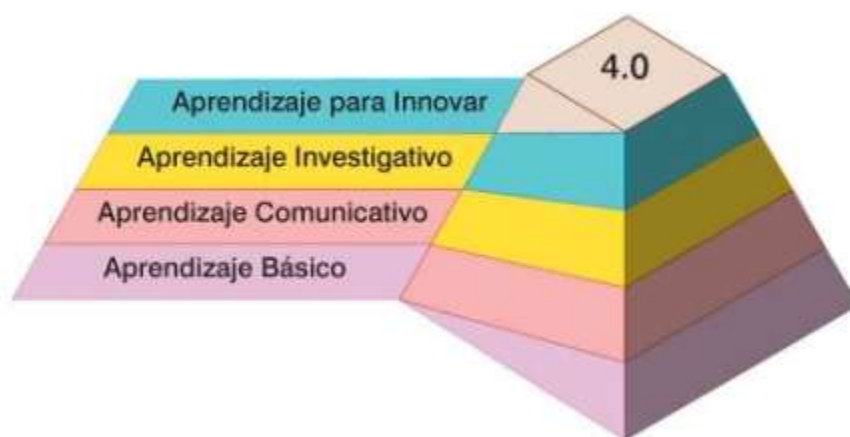 4.0
Aprendizaje para Innovar
Aprendizaje Investigativo
Aprendizaje Comunicativo
Aprendizaje Básico